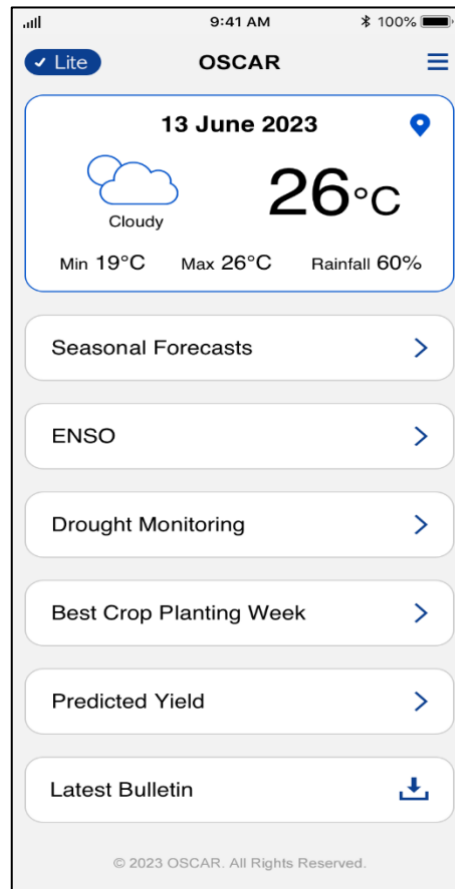 9:41 AM 100%
Lite OSCAR
13 June 2023
26°C
Cloudy
Min 19°C Max 26°C Rainfall 60%
Seasonal Forecasts
ENSO
Drought Monitoring
Best Crop Planting Week
Predicted Yield
Latest Bulletin
© 2023 OSCAR. All Rights Reserved.